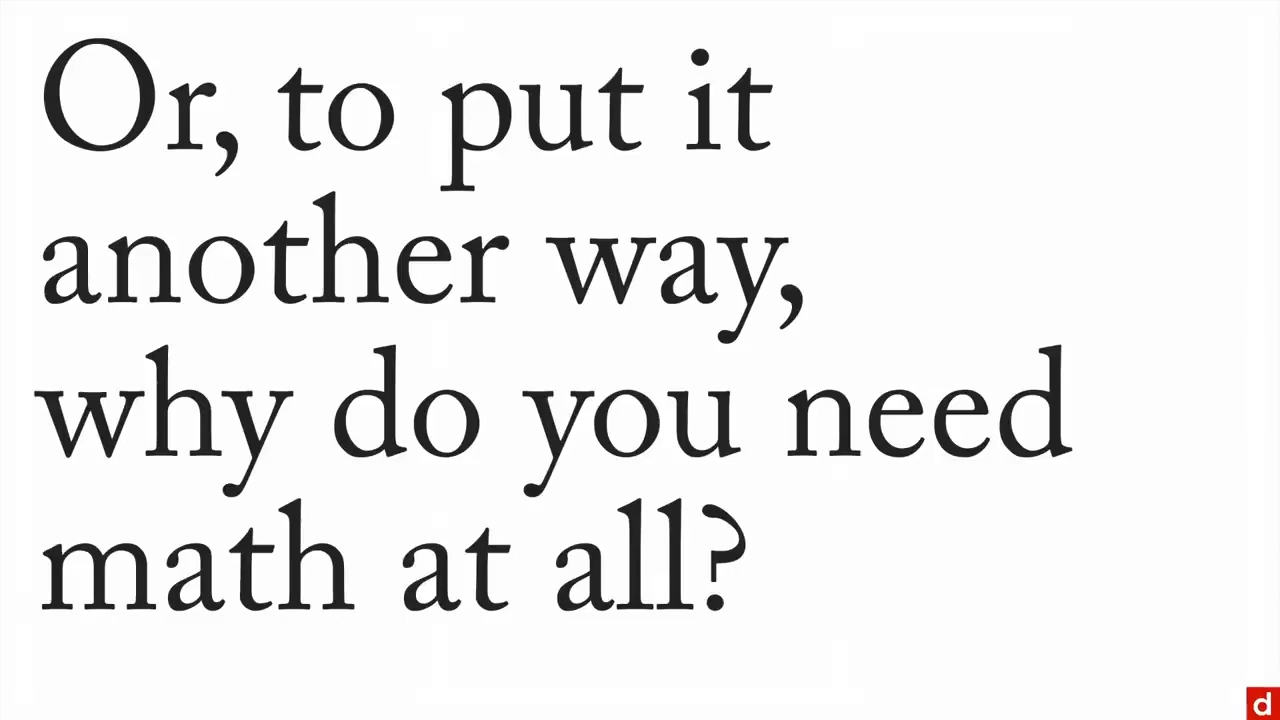 Or, to put it
another way,
why do you need
math at all?
d